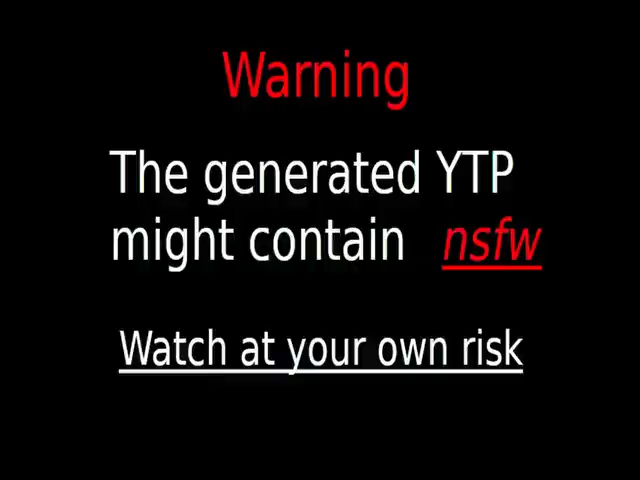 Warning
The generated YTP
might contain nsfw
Watch at your own risk